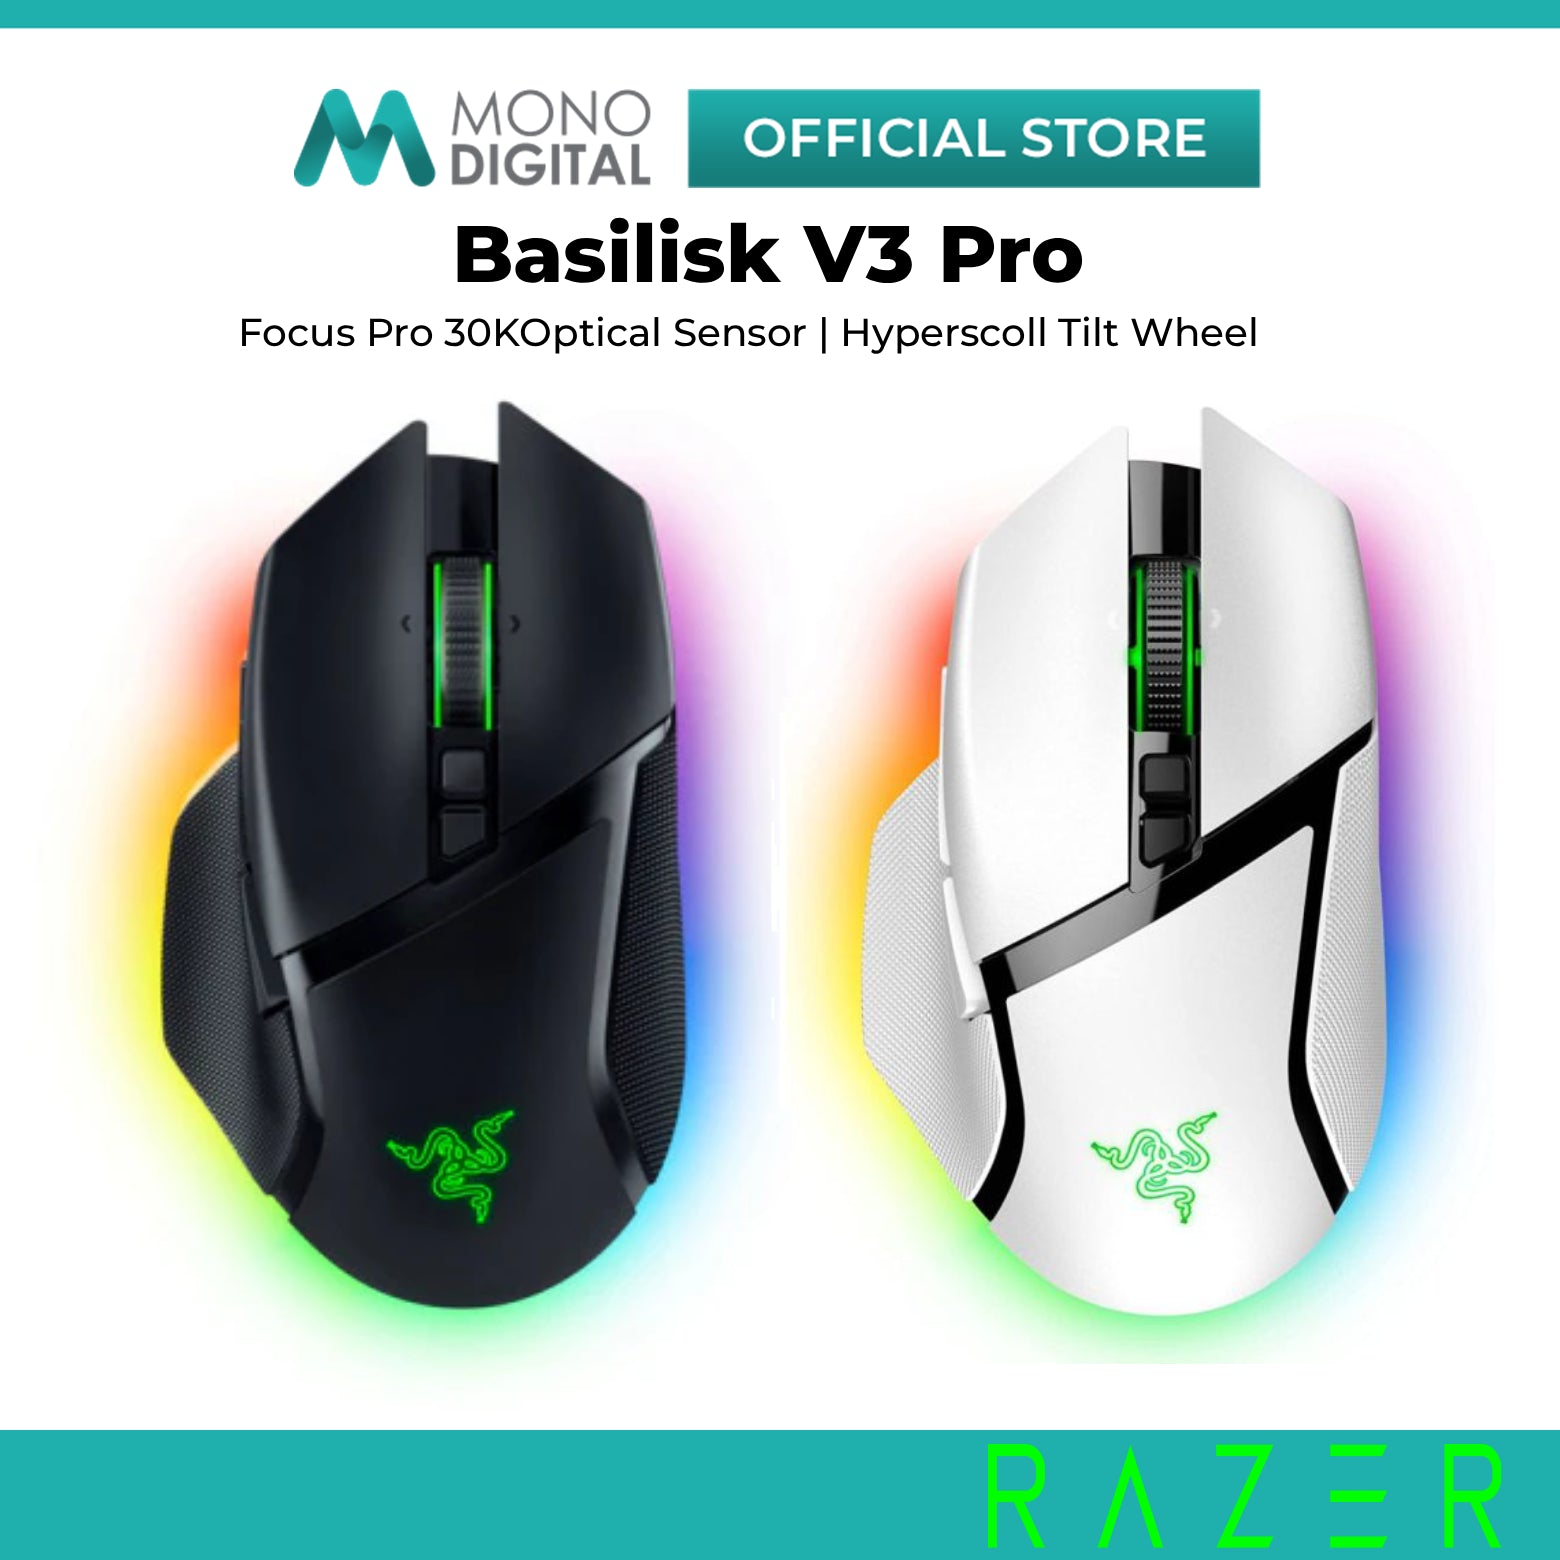 MONO
DIGITAL
OFFICIAL STORE
Basilisk V3 Pro
Focus Pro 30KOptical Sensor | Hyperscoll Tilt Wheel
RAZER